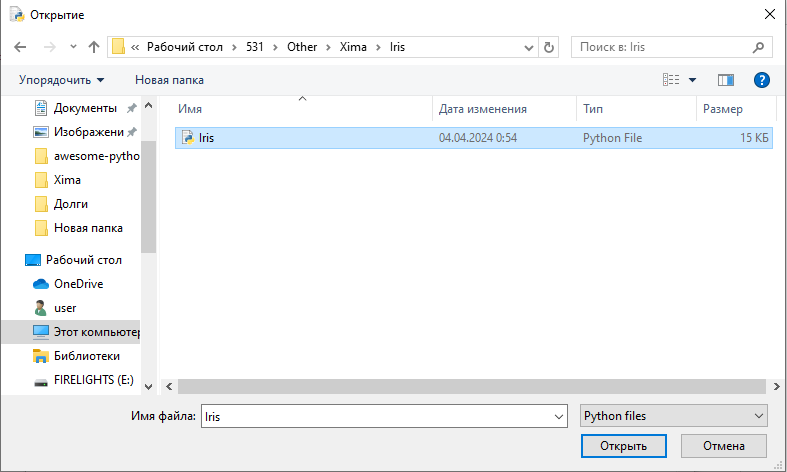 Открытие
« Рабочий стол › 531 › Other › Xima › Iris
Поиск в: Iris
Упорядочить
Новая папка
Имя
Дата изменения
Тип
Размер
Iris
04.04.2024 0:54
Python File
15 КБ
Документы
Изображени
awesome-pytho
Xima
Долги
Новая папка
Рабочий стол
OneDrive
user
Этот компьютер
Библиотеки
FIRELIGHTS (E:)
Имя файла:
Iris
Python files
Открыть
Отмена